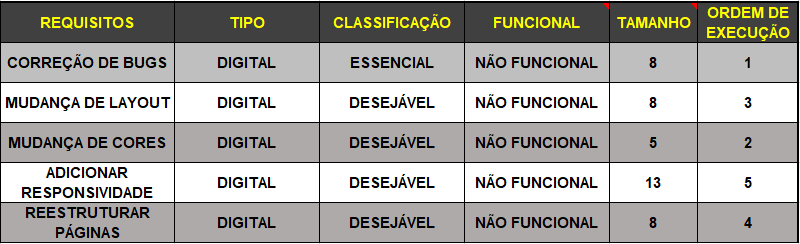 REQUISITOS TIPO CLASSIFICAÇÃO FUNCIONAL TAMANHO ORDEM DE EXECUÇÃO
CORREÇÃO DE BUGS DIGITAL ESSENCIAL NÃO FUNCIONAL 8 1
MUDANÇA DE LAYOUT DIGITAL DESEJÁVEL NÃO FUNCIONAL 8 3
MUDANÇA DE CORES DIGITAL DESEJÁVEL NÃO FUNCIONAL 5 2
ADICIONAR RESPONSIVIDADE DIGITAL DESEJÁVEL NÃO FUNCIONAL 13 5
REESTRUTURAR PÁGINAS DIGITAL DESEJÁVEL NÃO FUNCIONAL 8 4